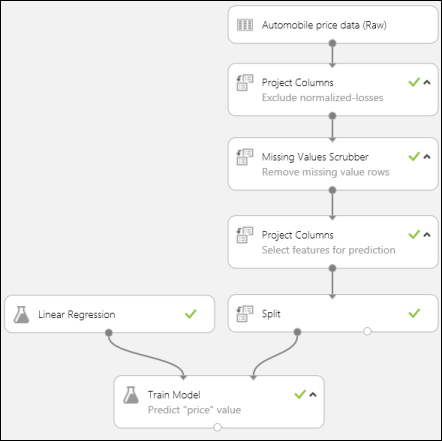 Automobile price data (Raw)
Project Columns
Exclude normalized-losses
Missing Values Scrubber
Remove missing value rows
Project Columns
Select features for prediction
Linear Regression
Split
Train Model
Predict "price" value